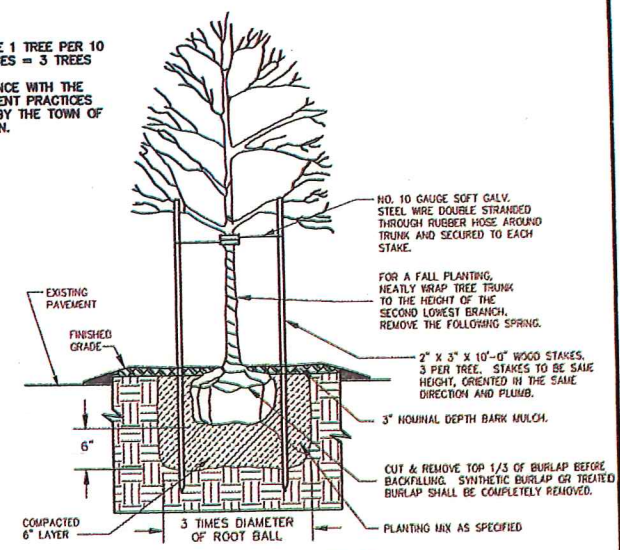 E 1 TREE PER 10
ES = 3 TREES
NCE WITH THE
ENT PRACTICES
BY THE TOWN OF
N.
NO. 10 GAUGE SOFT GALV.
STEEL WIRE DOUBLE STRANDED
THROUGH RUBBER HOSE AROUND
TRUNK AND SECURED TO EACH
STAKE.
FOR A FALL PLANTING,
NEATLY WRAP TREE TRUNK
TO THE HEIGHT OF THE
SECOND LOWEST BRANCH.
REMOVE THE FOLLOWING SPRING.
EXISTING
PAVEMENT
FINISHED
GRADE
2" X 3" X 10'-0" WOOD STAKES.
3 PER TREE. STAKES TO BE SAME
HEIGHT, ORIENTED IN THE SAME
DIRECTION AND PLUMB.
3" NOMINAL DEPTH BARK MULCH.
6"
CUT & REMOVE TOP 1/3 OF BURLAP BEFORE
BACKFILLING. SYNTHETIC BURLAP OR TREATED
BURLAP SHALL BE COMPLETELY REMOVED.
COMPACTED
6" LAYER
3 TIMES DIAMETER
OF ROOT BALL
PLANTING MIX AS SPECIFIED